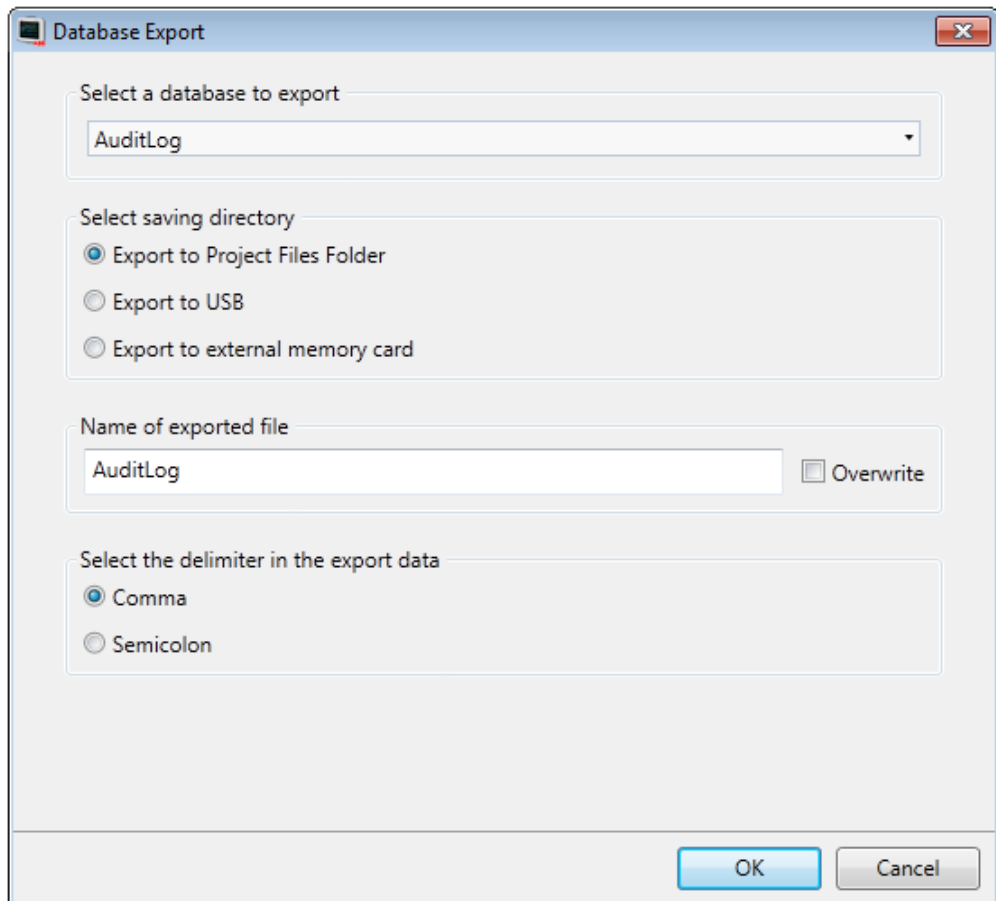 Database Export
Select a database to export
AuditLog
Select saving directory
Export to Project Files Folder
Export to USB
Export to external memory card
Name of exported file
AuditLog
Overwrite
Select the delimiter in the export data
Comma
Semicolon
OK
Cancel